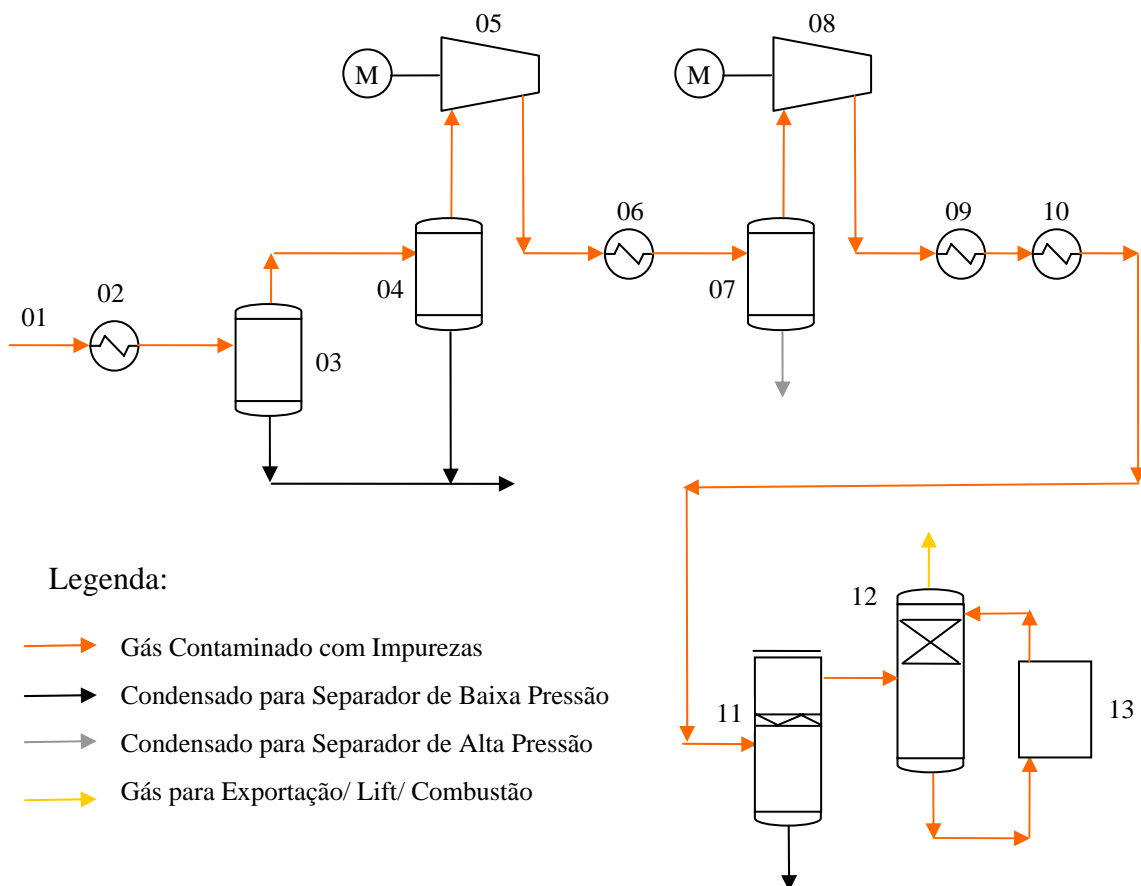 05
08
M
M
06
09
10
04
07
02
01
03
Legenda:
12
Gás Contaminado com Impurezas
Condensado para Separador de Baixa Pressão
11
13
Condensado para Separador de Alta Pressão
Gás para Exportação/ Lift/ Combustão